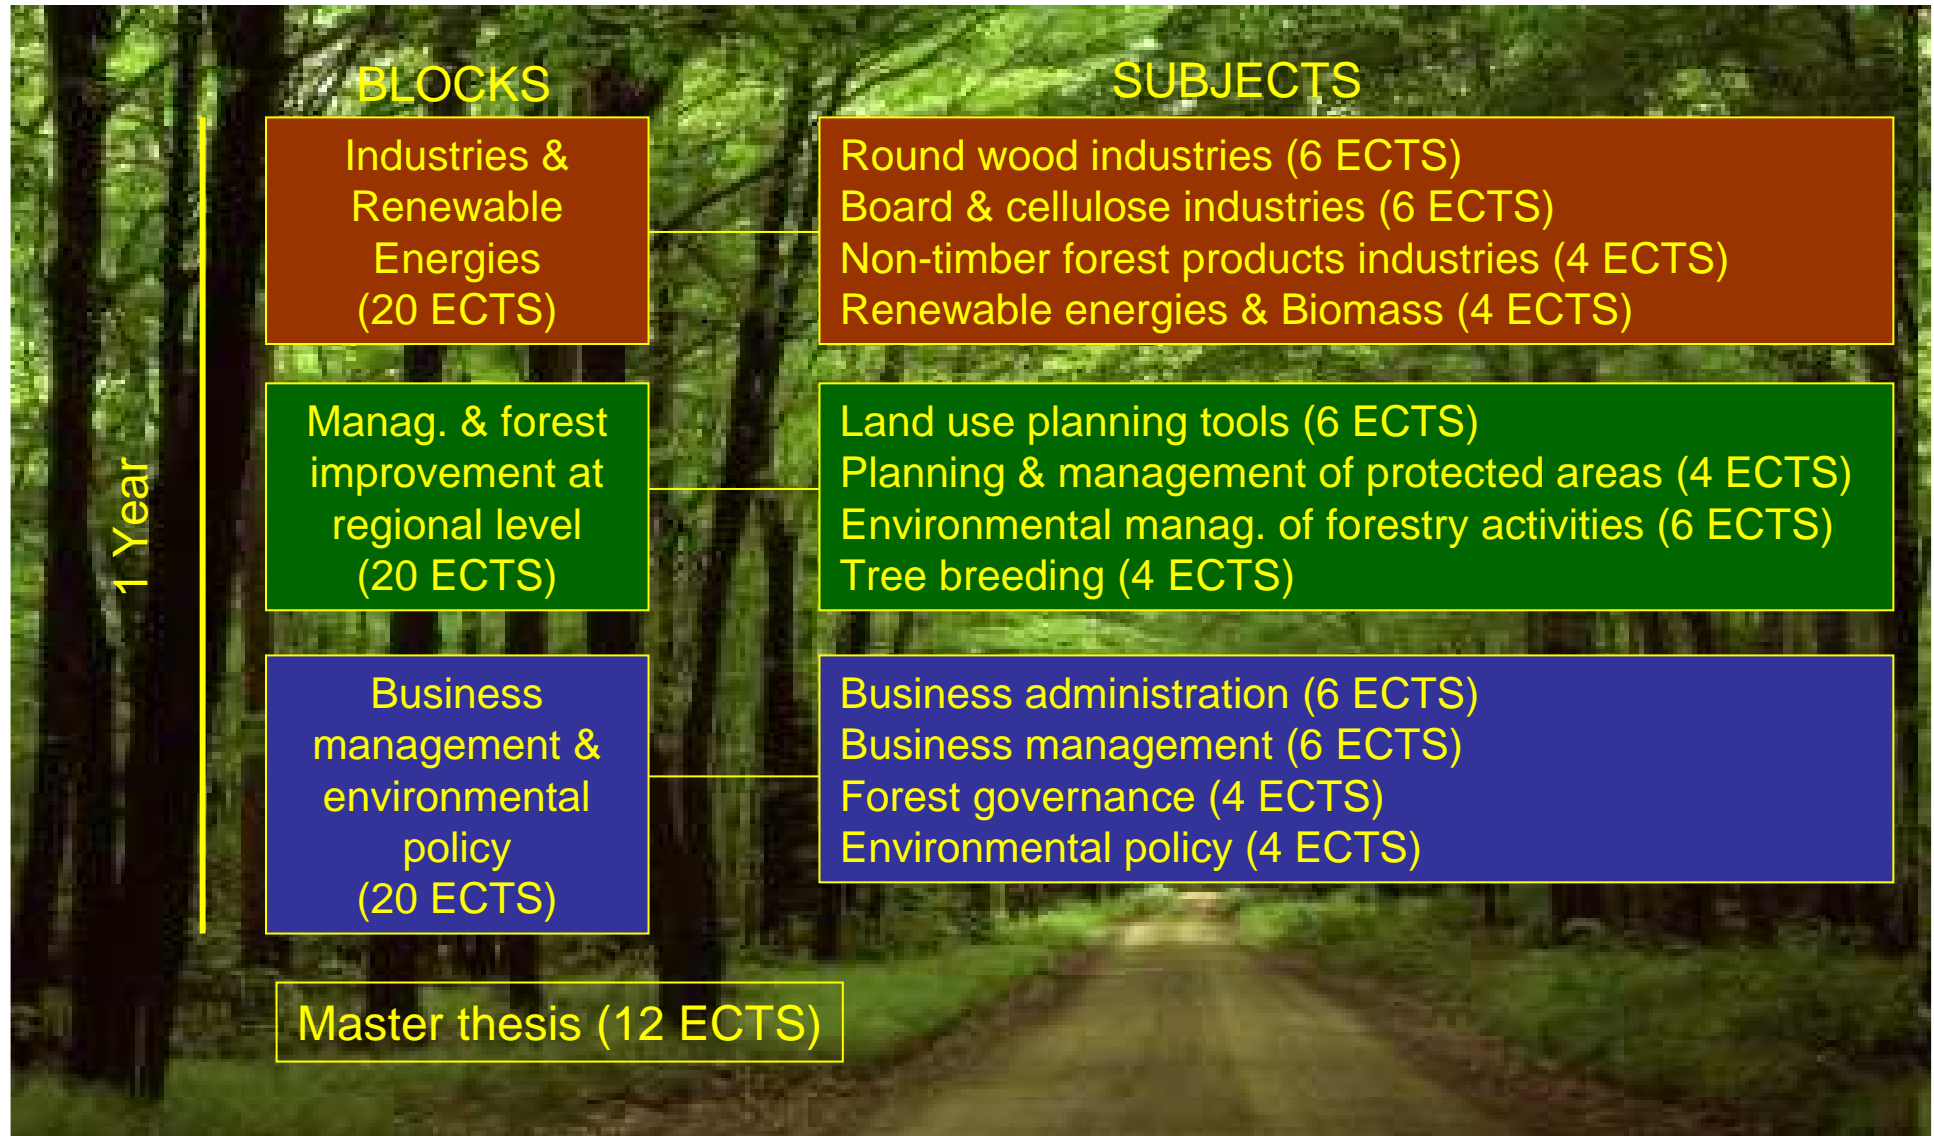 BLOCKS
SUBJECTS
1 Year
Industries &
Renewable
Energies
(20 ECTS)
Round wood industries (6 ECTS)
Board & cellulose industries (6 ECTS)
Non-timber forest products industries (4 ECTS)
Renewable energies & Biomass (4 ECTS)
Manag. & forest
improvement at
regional level
(20 ECTS)
Land use planning tools (6 ECTS)
Planning & management of protected areas (4 ECTS)
Environmental manag. of forestry activities (6 ECTS)
Tree breeding (4 ECTS)
Business
management &
environmental
policy
(20 ECTS)
Business administration (6 ECTS)
Business management (6 ECTS)
Forest governance (4 ECTS)
Environmental policy (4 ECTS)
Master thesis (12 ECTS)